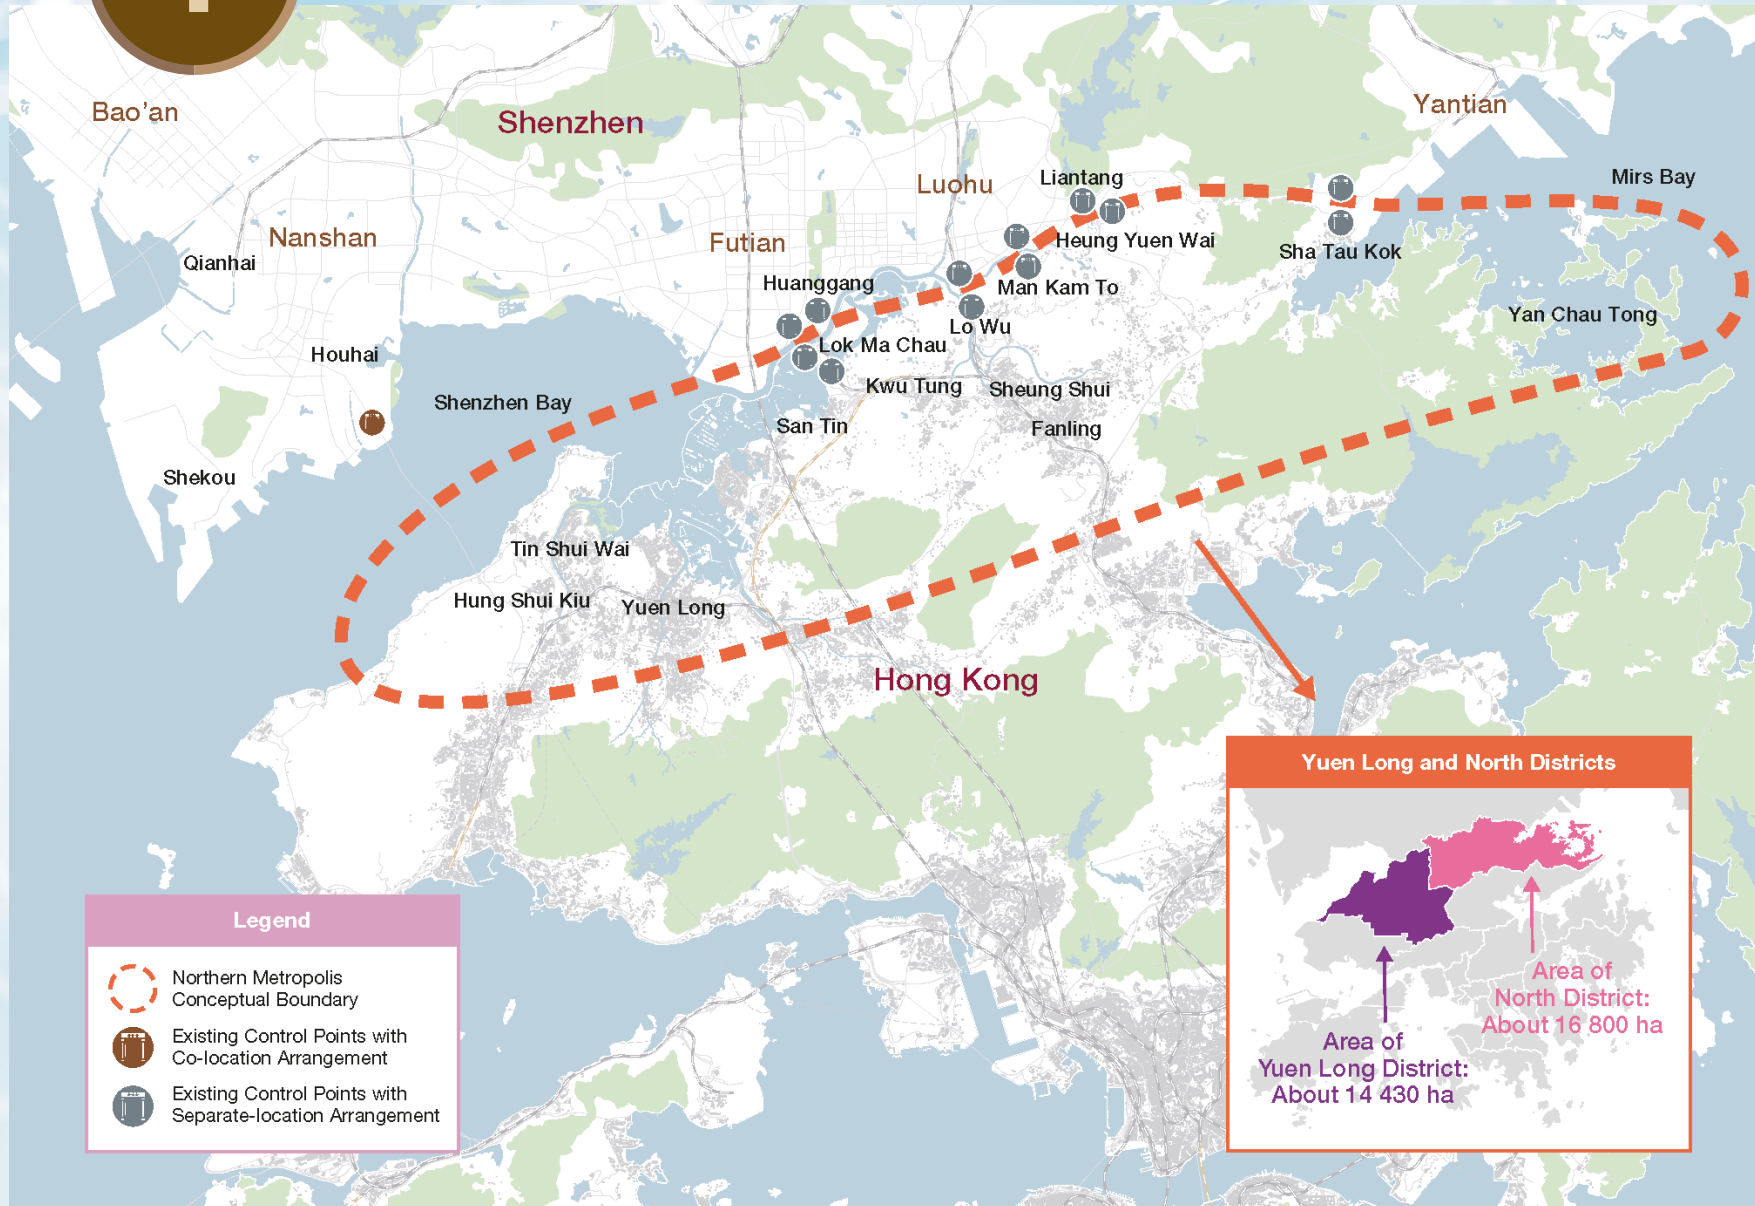 Bao'an
Shenzhen
Yantian
Liantang
Luohu
Mirs Bay
Nanshan
Futian
Heung Yuen Wai
Sha Tau Kok
Qianhai
Huanggang
Man Kam To
Yan Chau Tong
Lo Wu
Houhai
Lok Ma Chau
Kwu Tung
Sheung Shui
Shenzhen Bay
San Tin
Fanling
Shekou
Tin Shui Wai
Hung Shui Kiu
Yuen Long
Hong Kong
Yuen Long and North Districts
Area of
North District:
About 16 800 ha
Area of
Yuen Long District:
About 14 430 ha
Legend
Northern Metropolis
Conceptual Boundary
Existing Control Points with
Co-location Arrangement
Existing Control Points with
Separate-location Arrangement